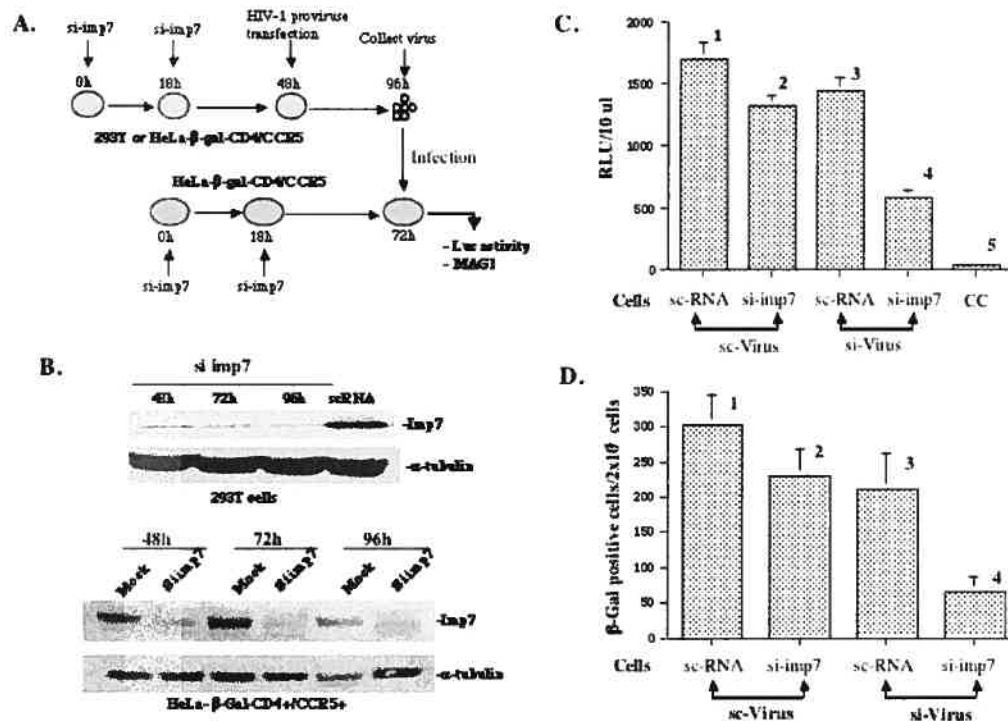 A.
si-imp7
si-imp7
HIV-1 proviruse
transfection
Collect virus
0h
18h
48h
96h
293T or HeLa-β-gal-CD4/CCR5
Infection
HeLa-β-gal-CD4/CCR5
0h
18h
72h
- Luc astivity
- MAGI
si-imp7
si-imp7
B.
si imp7
48h 72h 96h scRNA
-Imp7
-α-tubulin
293T cells
48h 72h 96h
Mock Siimp7 Mock Siimp7 Mock Siimp7
-Imp7
-α-tubulin
HeLa-β-Gal-CD4+/CCR5+
C.
RLU/10 ul
2000
1500
1000
500
0
1
2
3
4
5
Cells sc-RNA si-imp7 sc-RNA si-imp7 CC
sc-Virus si-Virus
D.
β-Gal positive cells/2x10 cells
350
300
250
200
150
100
50
0
1
2
3
4
Cells sc-RNA si-imp7 sc-RNA si-imp7
sc-Virus si-Virus